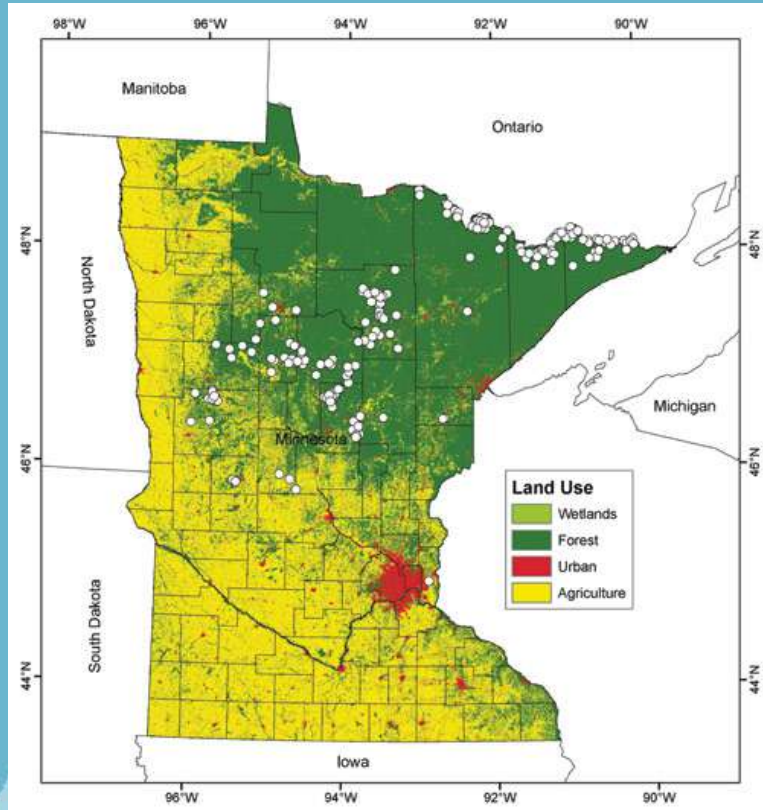 98°W 96°W 94°W 92°W 90°W
Manitoba
Ontario
48°N 48°N
North Dakota
Michigan
Minnesota
46°N 46°N
Land Use
Wetlands
Forest
Urban
Agriculture
South Dakota
44°N 44°N
Iowa
96°W 94°W 92°W 90°W